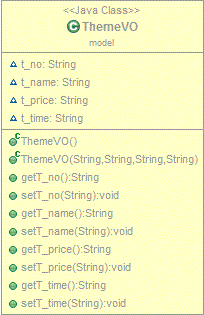 <<Java Class>>
ThemeVO
model
t_no: String
t_name: String
t_price: String
t_time: String
ThemeVO()
ThemeVO(String,String,String,String)
getT_no():String
setT_no(String):void
getT_name():String
setT_name(String):void
getT_price():String
setT_price(String):void
getT_time():String
setT_time(String):void